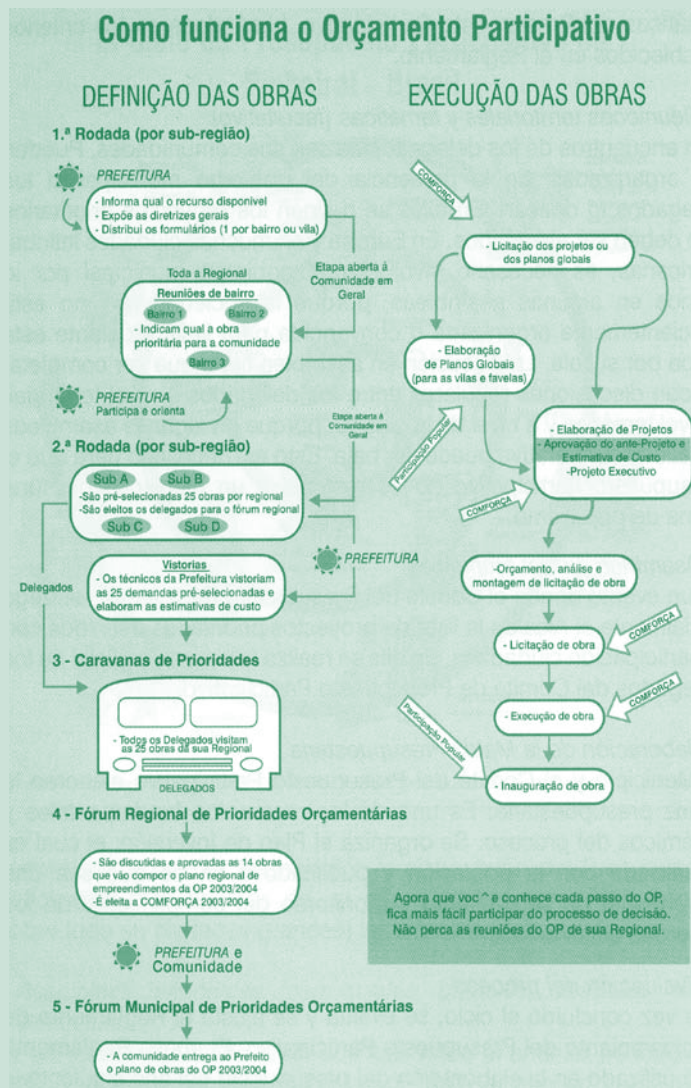 Como funciona o Orçamento Participativo
DEFINIÇÃO DAS OBRAS
1.ª Rodada (por sub-região)
PREFEITURA
- Informa qual o recurso disponivel
- Expõe as diretrizes gerais
- Distribui os formulários (1 por bairro ou vila)
Etapa aberta à
Comunidade em
Geral
Toda a Regional
Reuniões de bairro
Bairro 1
Bairro 2
- Indicam qual a obra
prioritária para a comunidade
Bairro 3
PREFEITURA
Participa e orienta
Etapa aberta à
Comunidade em
Geral
2.ª Rodada (por sub-região)
Sub A
Sub B
-São pré-selecionadas 25 obras por regional
-São eleitos os delegados para o fórum regional
Sub C
Sub D
PREFEITURA
Delegados
Vistorias
- Os técnicos da Prefeitura vistoriam
as 25 demandas pré-selecionadas e
elaboram as estimativas de custo
3 - Caravanas de Prioridades
- Todos os Delegados visitam
as 25 obras da sua Regional
DELEGADOS
4 - Fórum Regional de Prioridades Orçamentárias
- São discutidas e aprovadas as 14 obras
que vão compor o plano regional de
empreendimentos da OP 2003/2004
-É eleita a COMFORÇA 2003/2004
PREFEITURA e
Comunidade
5 - Fórum Municipal de Prioridades Orçamentárias
- A comunidade entrega ao Prefeito
o plano de obras do OP 2003/2004
EXECUÇÃO DAS OBRAS
COMFORÇA
- Licitação dos projetos ou
dos planos globais
- Elaboração
de Planos Globais
(para as vilas e favelas)
Participação Popular
- Elaboração de Projetos
- Aprovação do ante-Projeto e
Estimativa de Custo
-Projeto Executivo
COMFORÇA
-Orçamento, análise e
montagem de licitação de obra
COMFORÇA
- Licitação de obra
COMFORÇA
- Execução de obra
Participação Popular
- Inauguração de obra
Agora que voc ^ e conhece cada passo do OP,
fica mais fácil participar do processo de decisão.
Não perca as reuniões do OP de sua Regional.